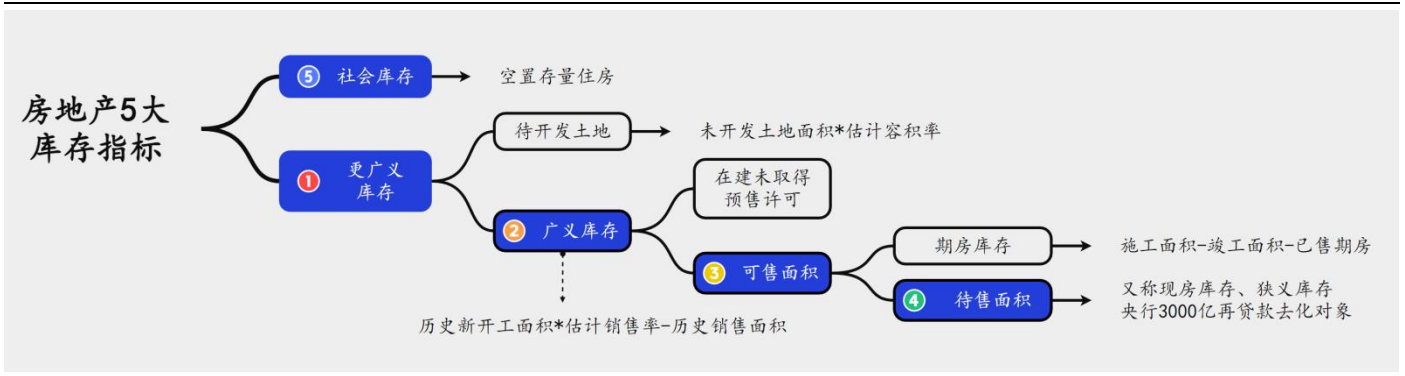 房地产5大
库存指标
⑤ 社会库存
空置存量住房
① 更广义
库存
待开发土地
未开发土地面积*估计容积率
② 广义库存
历史新开工面积*估计销售率-历史销售面积
在建未取得
预售许可
③ 可售面积
期房库存
施工面积-竣工面积-已售期房
④ 待售面积
又称现房库存、狭义库存
央行3000亿再贷款去化对象